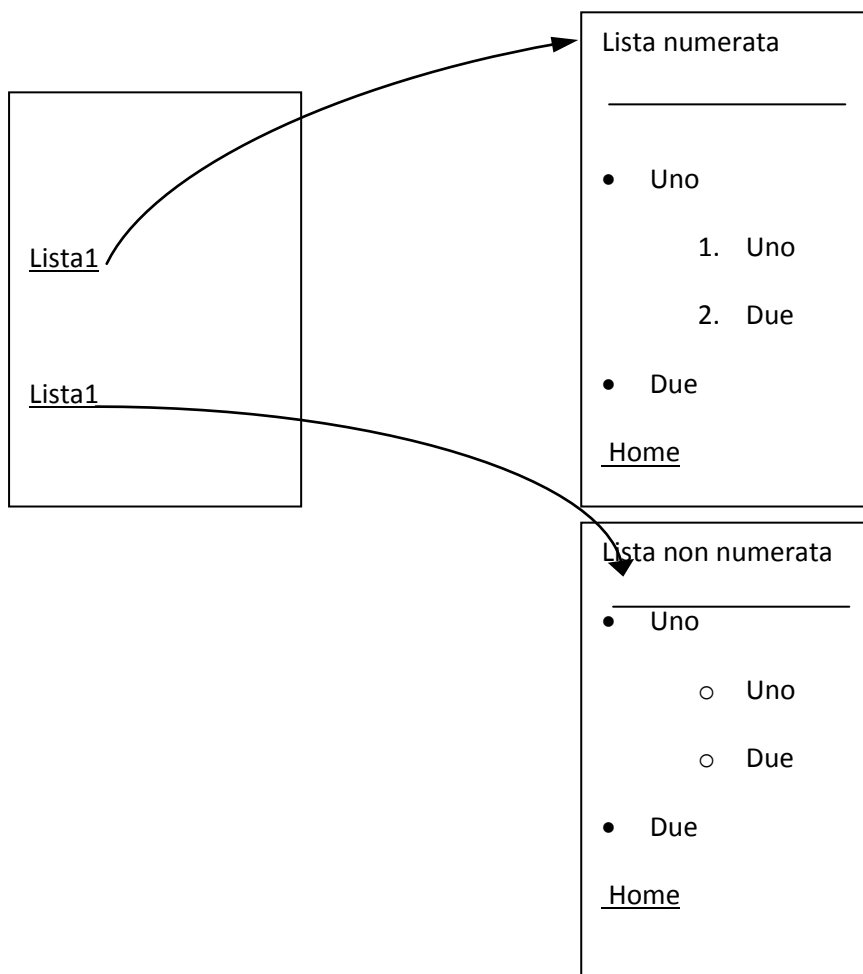 Lista1
Lista1
Lista numerata
• Uno
1. Uno
2. Due
• Due
Home
Lista non numerata
• Uno
o Uno
o Due
• Due
Home